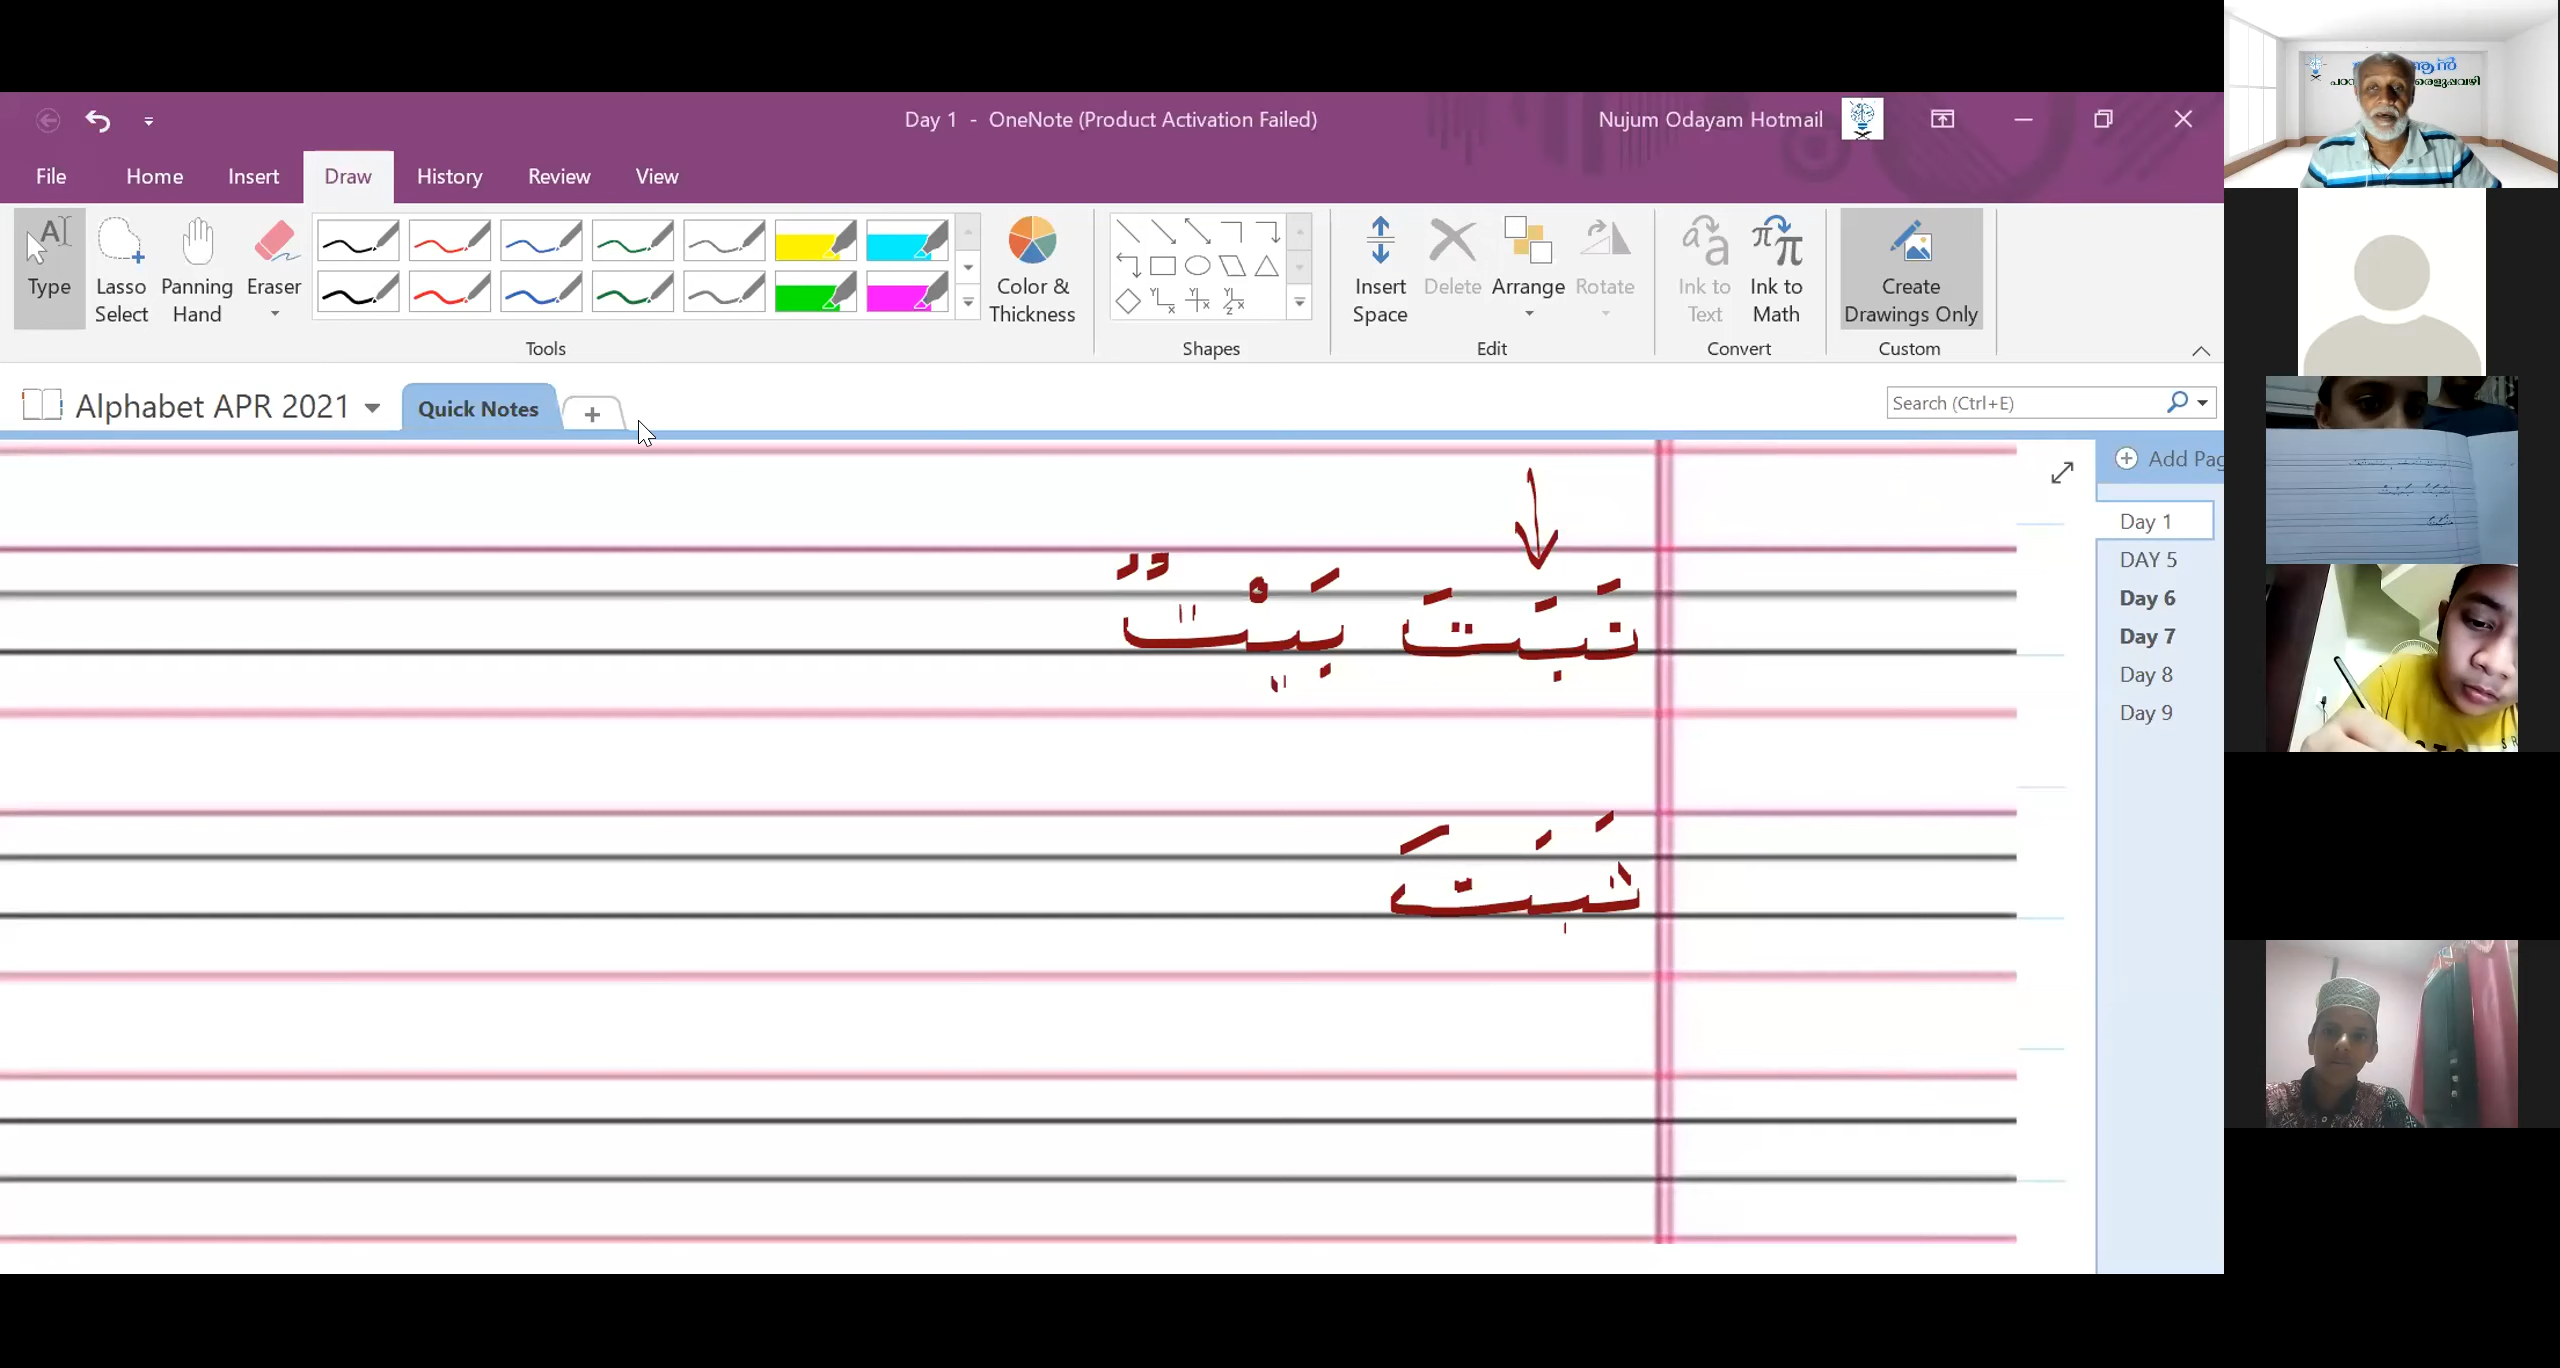 Day 1 - OneNote (Product Activation Failed)
Nujum Odayam Hotmail
File Home Insert Draw History Review View
Type
Lasso Select
Panning Hand
Eraser
Color & Thickness
Insert Space
Delete
Arrange
Rotate
Ink to Text
Ink to Math
Create Drawings Only
Tools Shapes Edit Convert Custom
Alphabet APR 2021
Quick Notes
Search (Ctrl+E)
Add Pag
Day 1
DAY 5
Day 6
Day 7
Day 8
Day 9
نَبَتَ بَيْتٌ
ثَبَتَ